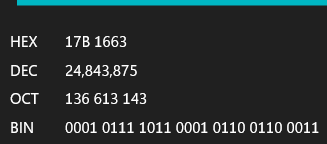 HEX 17B 1663
DEC 24,843,875
OCT 136 613 143
BIN 0001 0111 1011 0001 0110 0110 0011